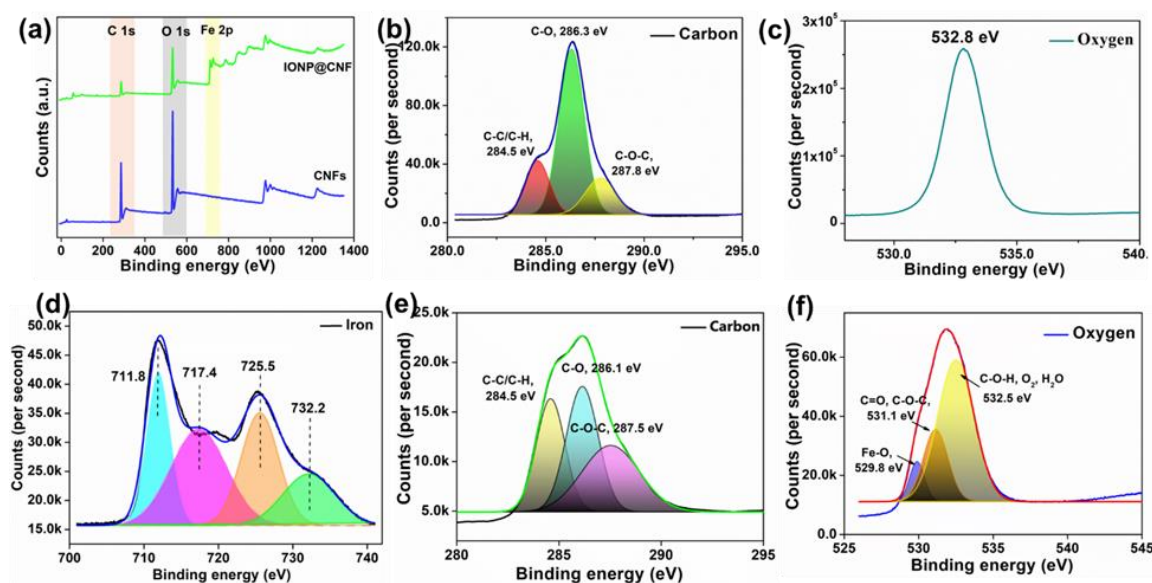 (a)
C 1s O 1s Fe 2p
IONP@CNF
CNFs
Counts (a.u.)
0 200 400 600 800 1000 1200 1400
Binding energy (eV)
(b)
C-O, 286.3 eV
Carbon
C-C/C-H,
284.5 eV
C-O-C,
287.8 eV
Counts (per second)
120.0k
80.0k
40.0k
0.0
280.0 285.0 290.0 295.0
Binding energy (eV)
(c)
532.8 eV
Oxygen
Counts (per second)
3x10⁵
2x10⁵
1x10⁵
0
530.0 535.0 540.
Binding energy (eV)
(d)
Iron
711.8
717.4
725.5
732.2
Counts (per second)
50.0k
45.0k
40.0k
35.0k
30.0k
25.0k
20.0k
15.0k
700 710 720 730 740
Binding energy (eV)
(e)
Carbon
C-C/C-H,
284.5 eV
C-O, 286.1 eV
C-O-C, 287.5 eV
Counts (per second)
25.0k
20.0k
15.0k
10.0k
5.0k
280 285 290 295
Binding energy (eV)
(f)
Oxygen
C-O-H, O₂, H₂O
532.5 eV
C=O, C-O-C,
531.1 eV
Fe-O,
529.8 eV
Counts (per second)
60.0k
40.0k
20.0k
0.0
525 530 535 540 545
Binding energy (eV)